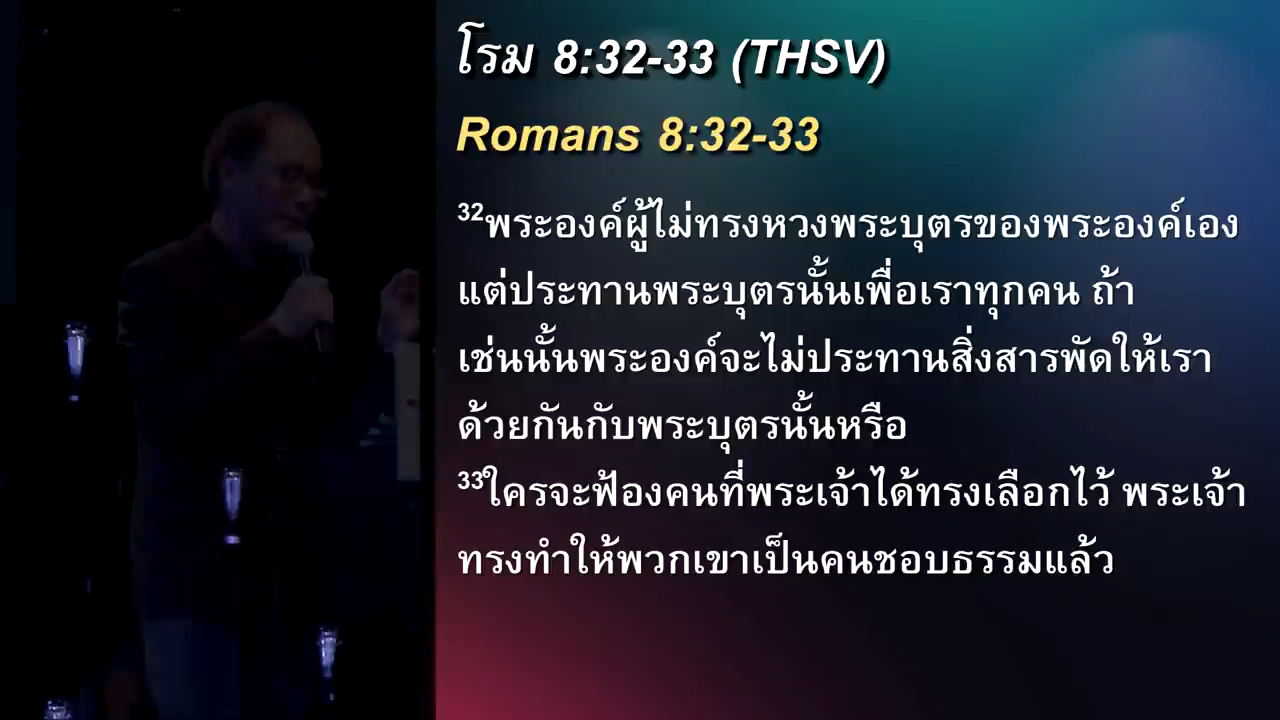 โรม 8:32-33 (THSV)
Romans 8:32-33
³²พระองค์ผู้ไม่ทรงหวงพระบุตรของพระองค์เอง
แต่ประทานพระบุตรนั้นเพื่อเราทุกคน ถ้า
เช่นนั้นพระองค์จะไม่ประทานสิ่งสารพัดให้เรา
ด้วยกันกับพระบุตรนั้นหรือ
³³ใครจะฟ้องคนที่พระเจ้าได้ทรงเลือกไว้ พระเจ้า
ทรงทำให้พวกเขาเป็นคนชอบธรรมแล้ว